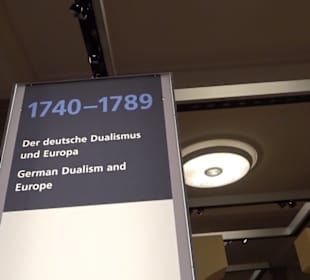 1740–1789
Der deutsche Dualismus
und Europa
German Dualism and
Europe